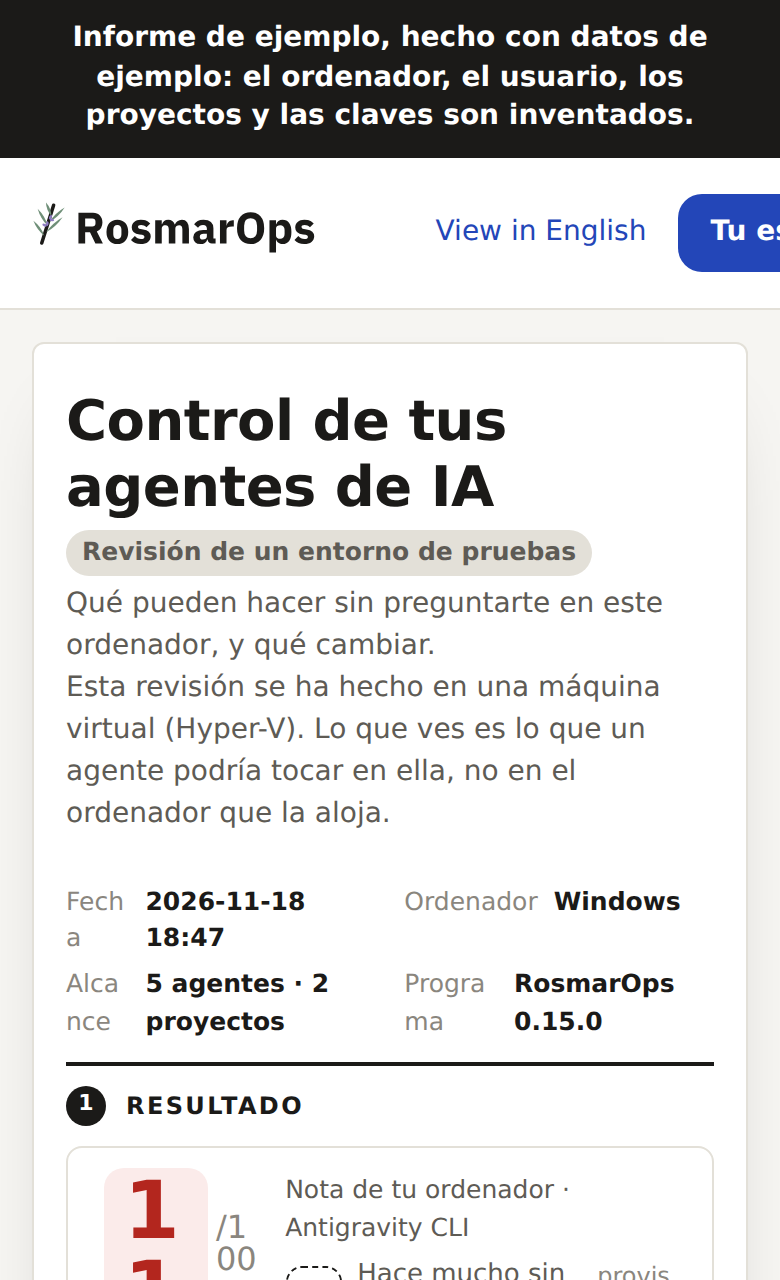 Informe de ejemplo, hecho con datos de
ejemplo: el ordenador, el usuario, los
proyectos y las claves son inventados.
RosmarOps
View in English
Tu es
Control de tus
agentes de IA
Revisión de un entorno de pruebas
Qué pueden hacer sin preguntarte en este
ordenador, y qué cambiar.
Esta revisión se ha hecho en una máquina
virtual (Hyper-V). Lo que ves es lo que un
agente podría tocar en ella, no en el
ordenador que la aloja.
Fech
a
2026-11-18
18:47
Ordenador Windows
Alca
nce
5 agentes · 2
proyectos
Progra
ma
RosmarOps
0.15.0
1 RESULTADO
1
1
/1
00
Nota de tu ordenador ·
Antigravity CLI
Hace mucho sin
provis